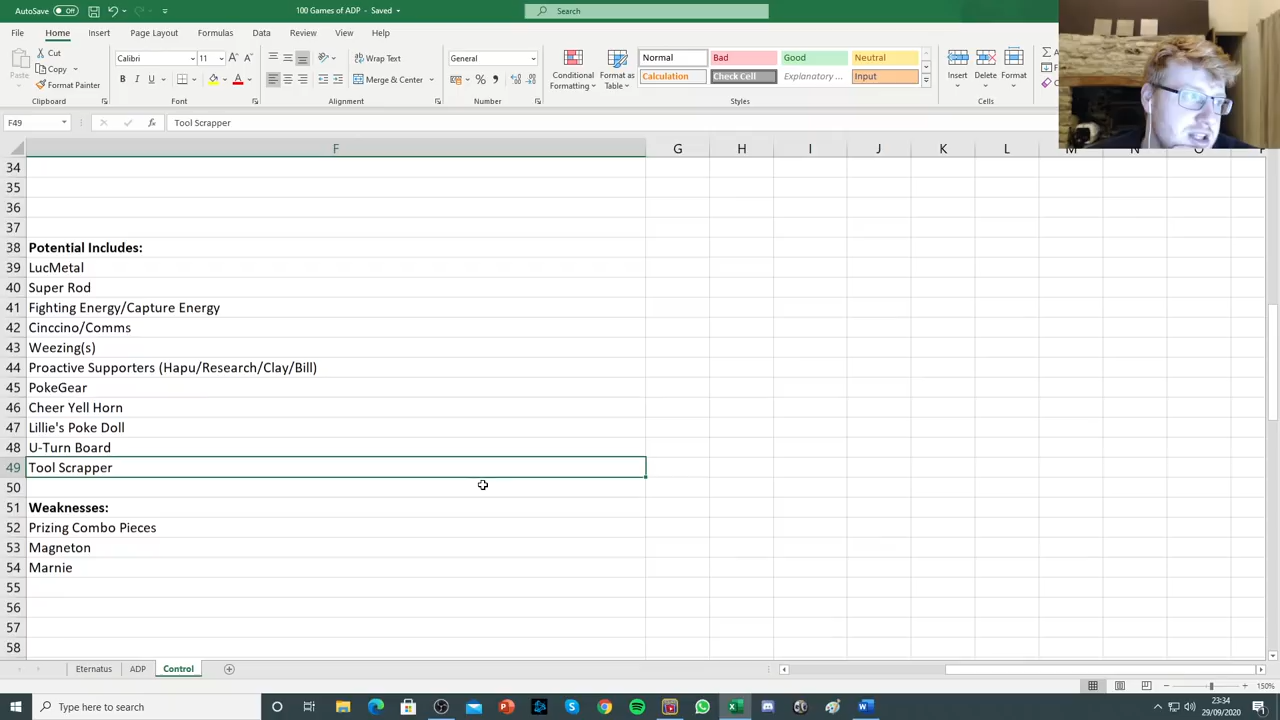 AutoSave Off
100 Games of ADP - Saved
Search
File Home Insert Page Layout Formulas Data Review View Help
Paste
Cut
Copy
Format Painter
Clipboard
Calibri 11
B I U
Font
Wrap Text
Merge & Center
Alignment
General
Number
Conditional Formatting
Format as Table
Normal Bad Good Neutral
Calculation Check Cell Explanatory ... Input
Styles
Insert Delete Format
Cells
F49
fx
Tool Scrapper
F G H I J K L M N O P
34
35
36
37
38 Potential Includes:
39 LucMetal
40 Super Rod
41 Fighting Energy/Capture Energy
42 Cinccino/Comms
43 Weezing(s)
44 Proactive Supporters (Hapu/Research/Clay/Bill)
45 PokeGear
46 Cheer Yell Horn
47 Lillie's Poke Doll
48 U-Turn Board
49 Tool Scrapper
50
51 Weaknesses:
52 Prizing Combo Pieces
53 Magneton
54 Marnie
55
56
57
58
Eternatus ADP Control
150%
Type here to search
23:34
29/09/2020